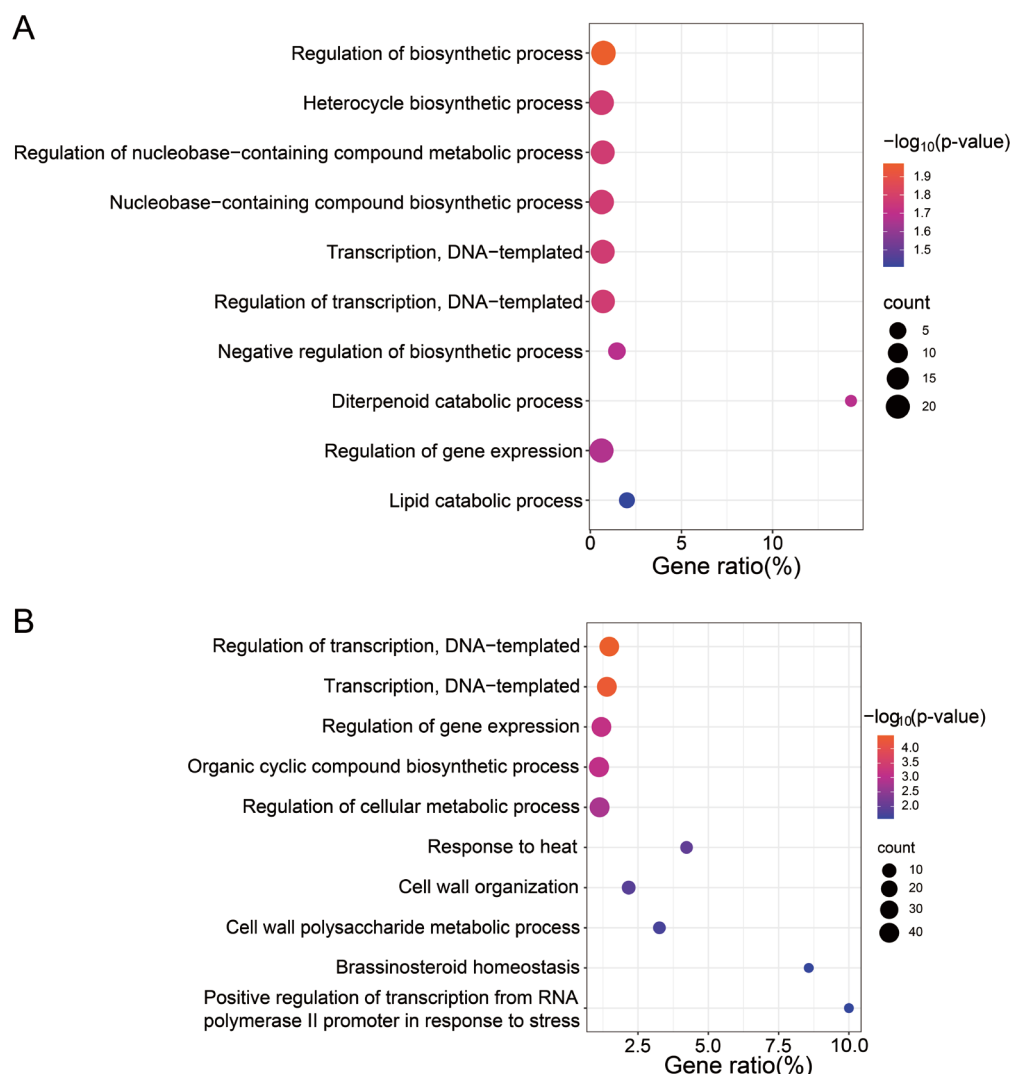 A
Regulation of biosynthetic process
Heterocycle biosynthetic process
Regulation of nucleobase−containing compound metabolic process
Nucleobase−containing compound biosynthetic process
Transcription, DNA−templated
Regulation of transcription, DNA−templated
Negative regulation of biosynthetic process
Diterpenoid catabolic process
Regulation of gene expression
Lipid catabolic process
0 5 10
Gene ratio(%)
−log₁₀(p-value)
1.9
1.8
1.7
1.6
1.5
count
5
10
15
20
B
Regulation of transcription, DNA−templated
Transcription, DNA−templated
Regulation of gene expression
Organic cyclic compound biosynthetic process
Regulation of cellular metabolic process
Response to heat
Cell wall organization
Cell wall polysaccharide metabolic process
Brassinosteroid homeostasis
Positive regulation of transcription from RNA
polymerase II promoter in response to stress
2.5 5.0 7.5 10.0
Gene ratio(%)
−log₁₀(p-value)
4.0
3.5
3.0
2.5
2.0
count
10
20
30
40